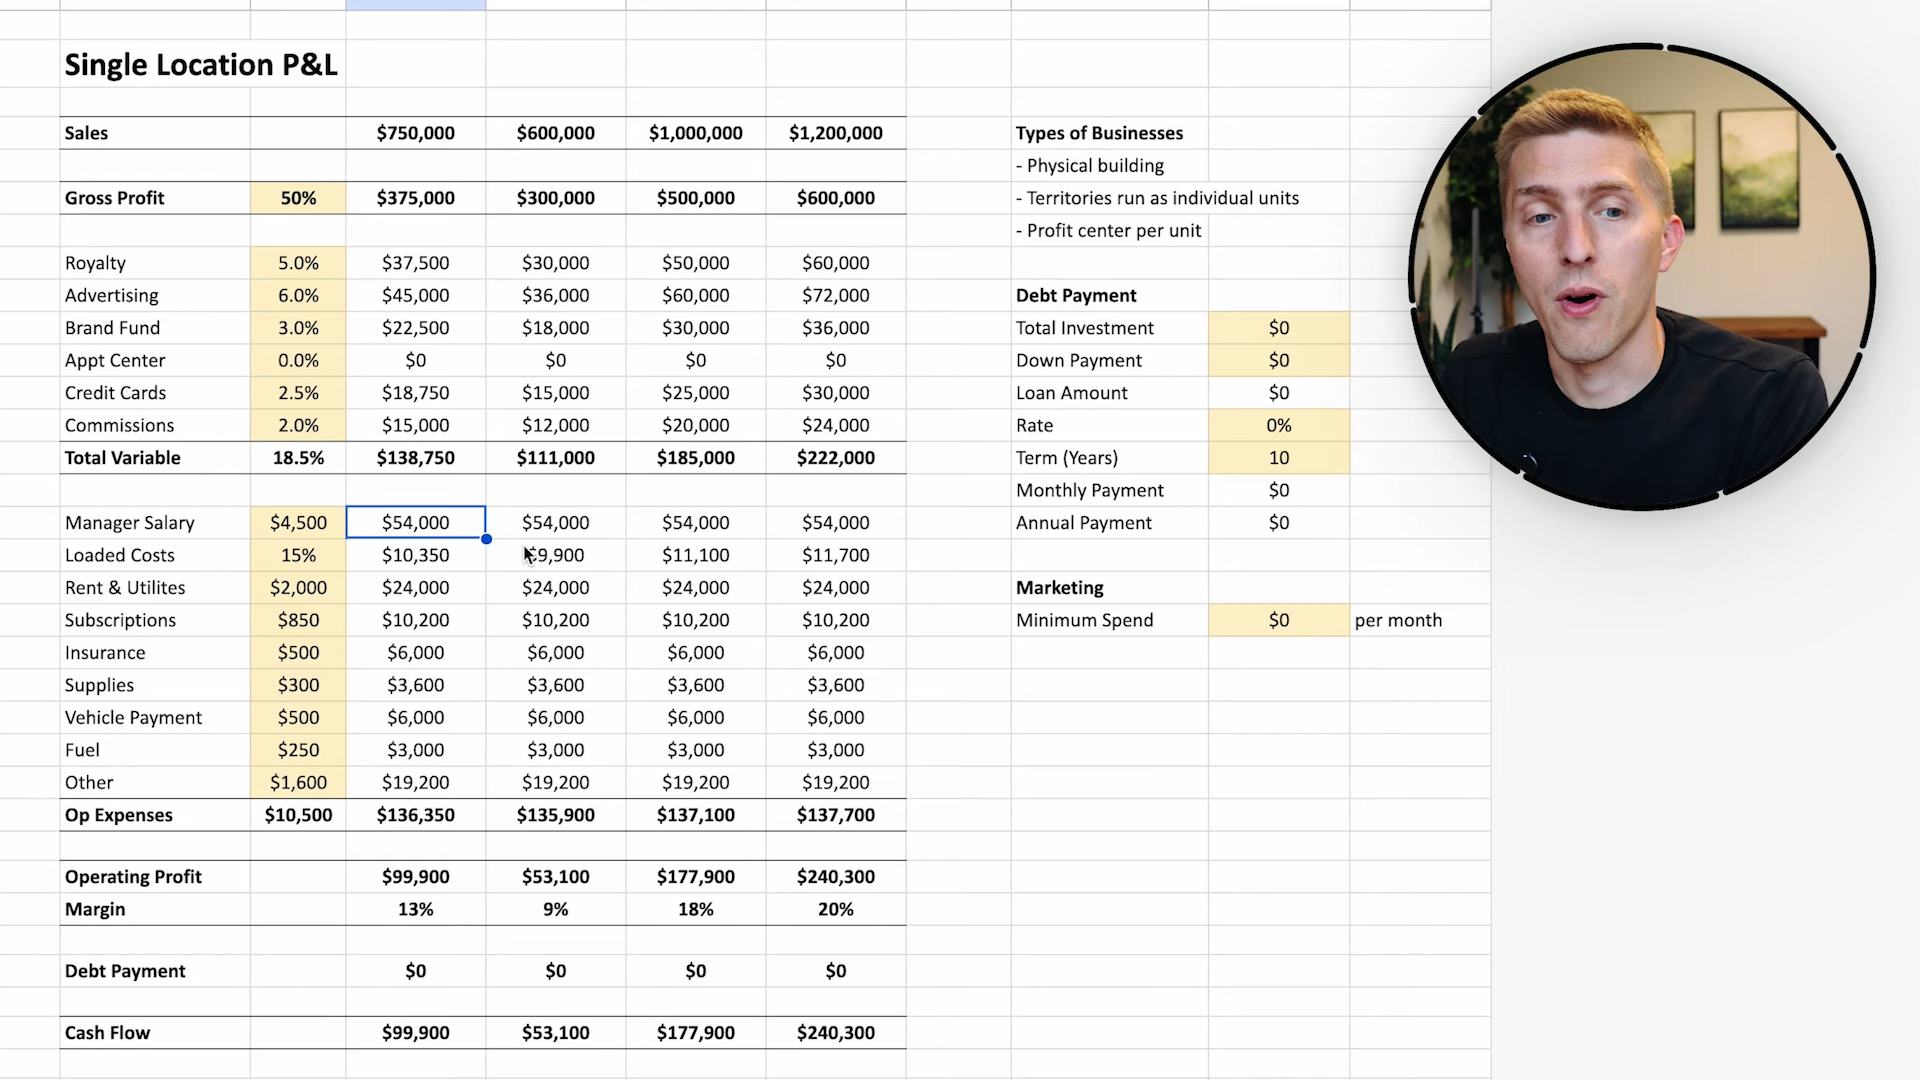 Single Location P&L
Sales $750,000 $600,000 $1,000,000 $1,200,000
Gross Profit 50% $375,000 $300,000 $500,000 $600,000
Royalty 5.0% $37,500 $30,000 $50,000 $60,000
Advertising 6.0% $45,000 $36,000 $60,000 $72,000
Brand Fund 3.0% $22,500 $18,000 $30,000 $36,000
Appt Center 0.0% $0 $0 $0 $0
Credit Cards 2.5% $18,750 $15,000 $25,000 $30,000
Commissions 2.0% $15,000 $12,000 $20,000 $24,000
Total Variable 18.5% $138,750 $111,000 $185,000 $222,000
Manager Salary $4,500 $54,000 $54,000 $54,000 $54,000
Loaded Costs 15% $10,350 $9,900 $11,100 $11,700
Rent & Utilites $2,000 $24,000 $24,000 $24,000 $24,000
Subscriptions $850 $10,200 $10,200 $10,200 $10,200
Insurance $500 $6,000 $6,000 $6,000 $6,000
Supplies $300 $3,600 $3,600 $3,600 $3,600
Vehicle Payment $500 $6,000 $6,000 $6,000 $6,000
Fuel $250 $3,000 $3,000 $3,000 $3,000
Other $1,600 $19,200 $19,200 $19,200 $19,200
Op Expenses $10,500 $136,350 $135,900 $137,100 $137,700
Operating Profit $99,900 $53,100 $177,900 $240,300
Margin 13% 9% 18% 20%
Debt Payment $0 $0 $0 $0
Cash Flow $99,900 $53,100 $177,900 $240,300
Types of Businesses
- Physical building
- Territories run as individual units
- Profit center per unit
Debt Payment
Total Investment $0
Down Payment $0
Loan Amount $0
Rate 0%
Term (Years) 10
Monthly Payment $0
Annual Payment $0
Marketing
Minimum Spend $0 per month